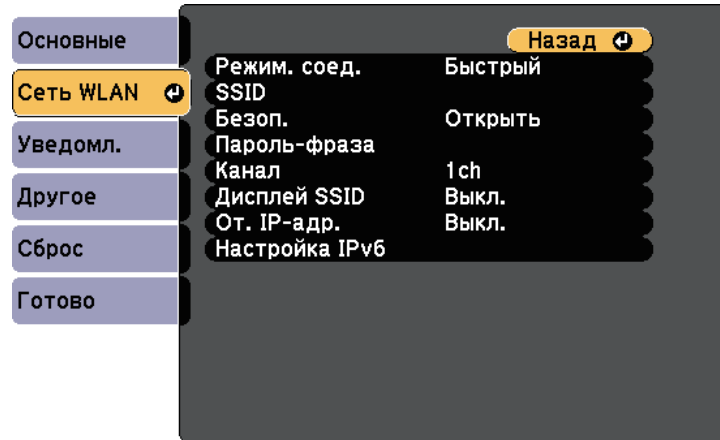 Основные
Сеть WLAN
Уведомл.
Другое
Сброс
Готово
Назад
Режим. соед. Быстрый
SSID
Безоп. Открыть
Пароль-фраза
Канал 1ch
Дисплей SSID Выкл.
От. IP-адр. Выкл.
Настройка IPv6